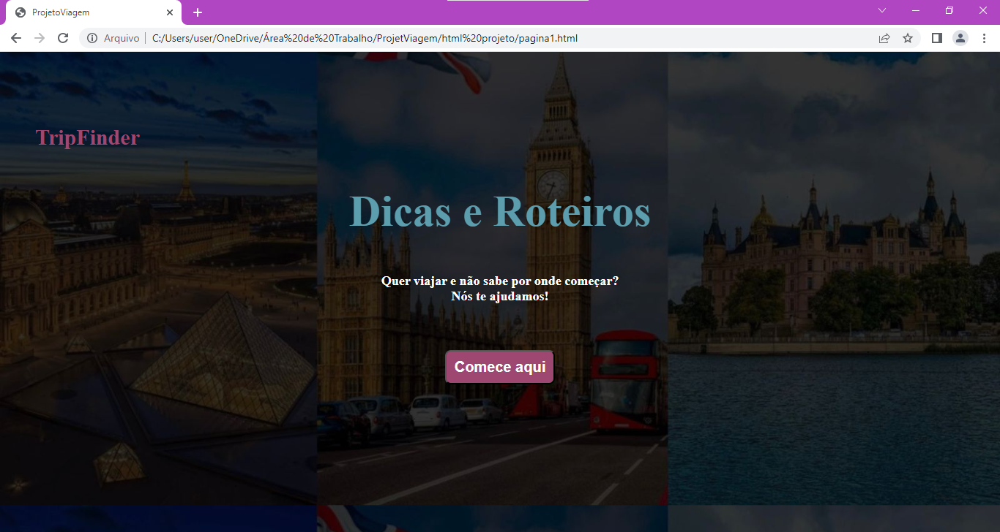 ProjetoViagem
Arquivo | C:/Users/user/OneDrive/Área%20de%20Trabalho/ProjetViagem/html%20projeto/pagina1.html
TripFinder
Dicas e Roteiros
Quer viajar e não sabe por onde começar?
Nós te ajudamos!
Comece aqui